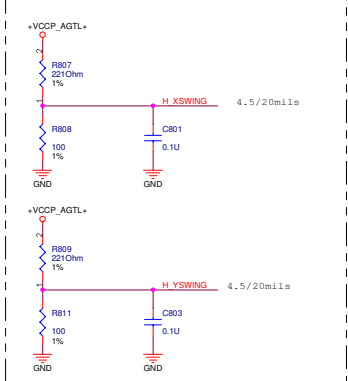 +VCCP_AGTL+
2
R807
221Ohm
1%
1
H_XSWING
4.5/20mils
R808
C801
100
0.1U
1%
GND
GND
+VCCP_AGTL+
2
R809
221Ohm
1%
1
H_YSWING
4.5/20mils
R811
C803
100
0.1U
1%
GND
GND